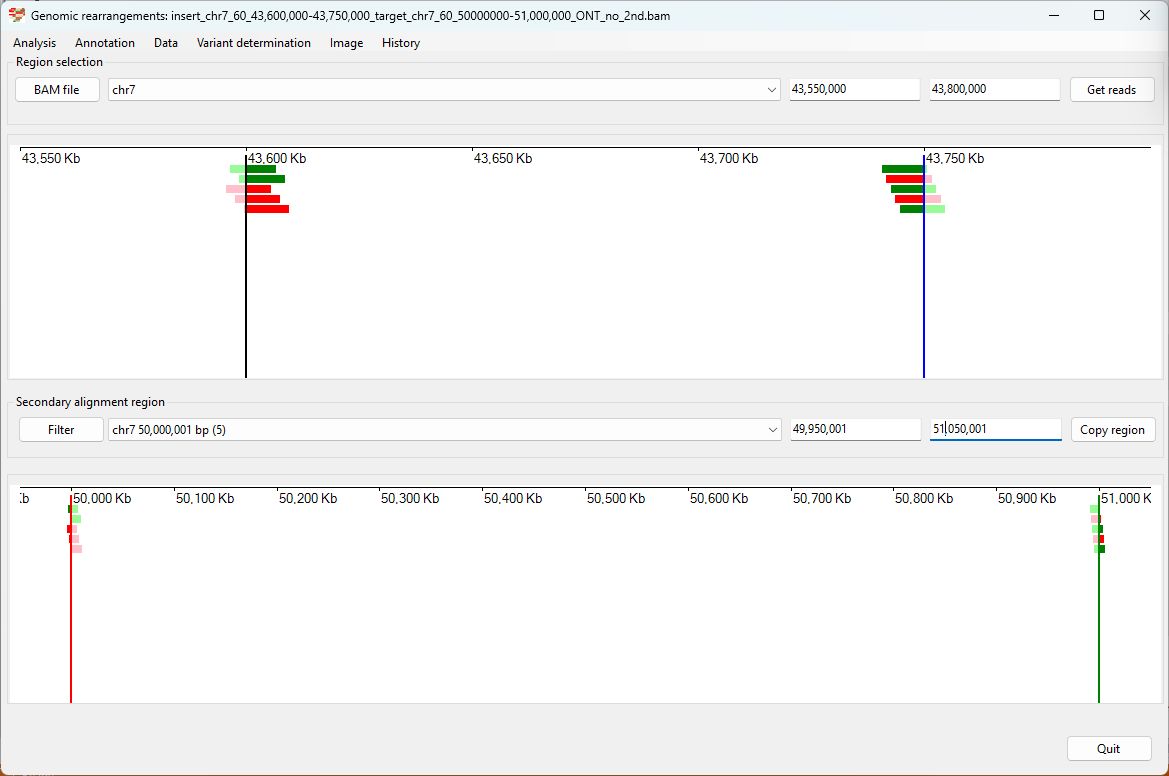 Genomic rearrangements: insert_chr7_60_43,600,000-43,750,000_target_chr7_60_50000000-51,000,000_ONT_no_2nd.bam
Analysis Annotation Data Variant determination Image History
Region selection
BAM file chr7 43,550,000 43,800,000 Get reads
43,550 Kb 43,600 Kb 43,650 Kb 43,700 Kb 43,750 Kb
Secondary alignment region
Filter chr7 50,000,001 bp (5) 49,950,001 51,050,001 Copy region
b 50,000 Kb 50,100 Kb 50,200 Kb 50,300 Kb 50,400 Kb 50,500 Kb 50,600 Kb 50,700 Kb 50,800 Kb 50,900 Kb 51,000 K
Quit